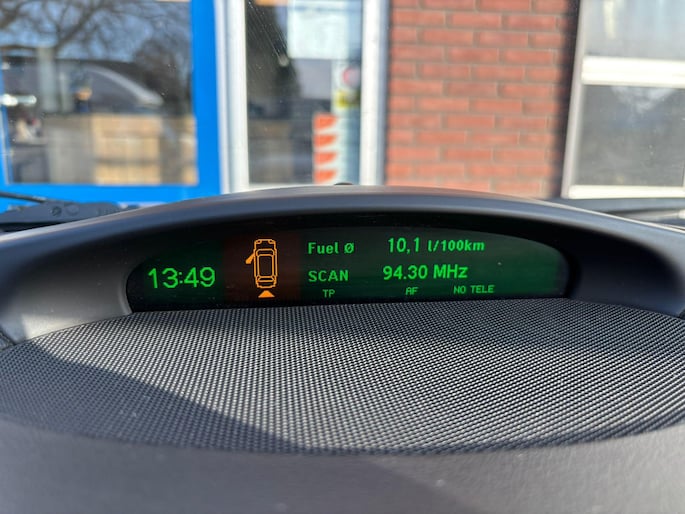 Fuel ø 10,1 l/100km
13:49
SCAN 94.30 MHz
TP AF NO TELE